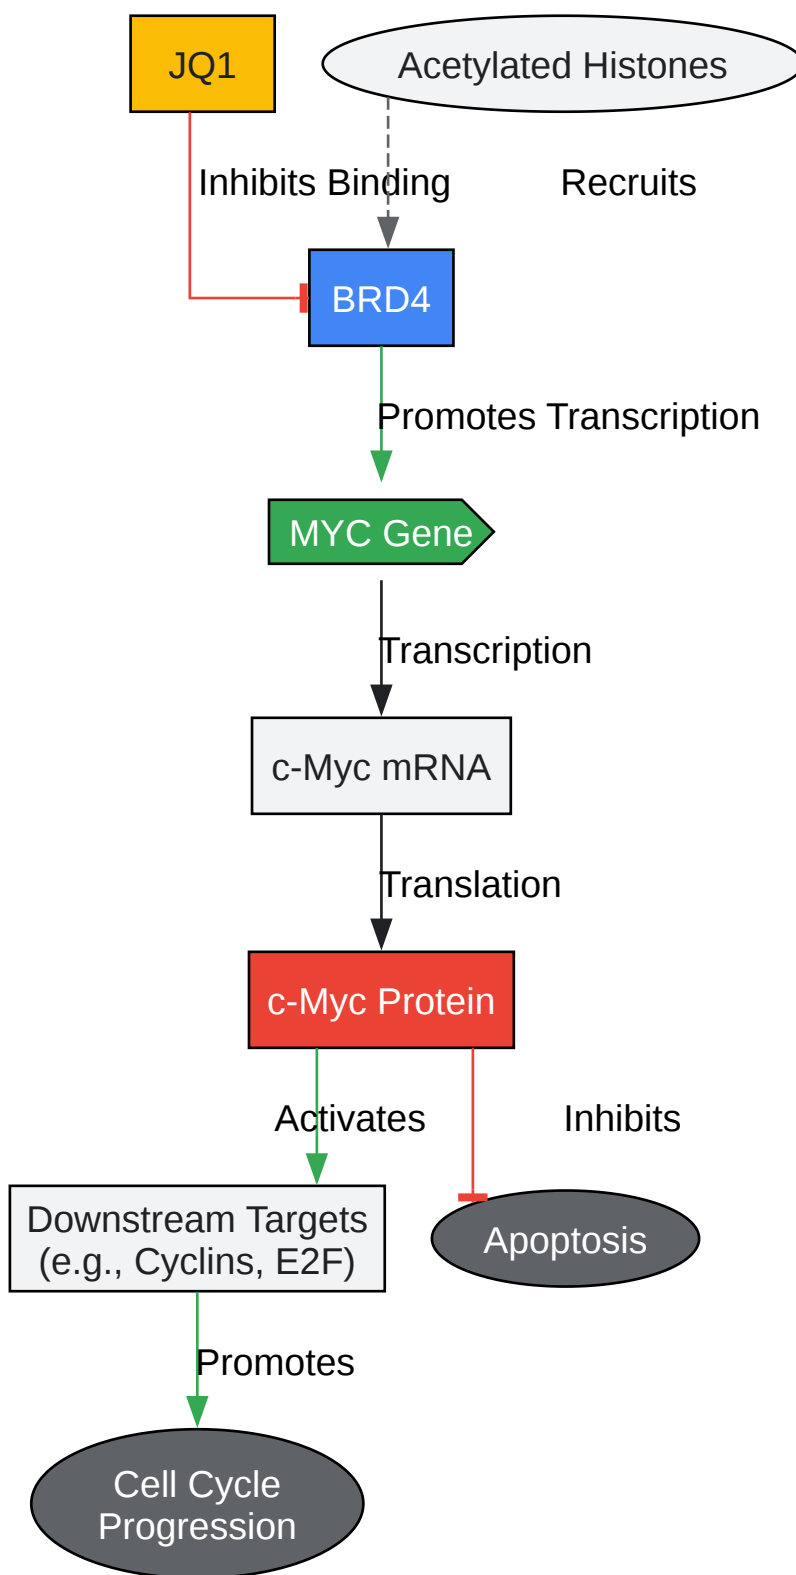 JQ1
Acetylated Histones
Inhibits Binding
Recruits
BRD4
Promotes Transcription
MYC Gene
Transcription
c-Myc mRNA
Translation
c-Myc Protein
Activates
Inhibits
Downstream Targets
(e.g., Cyclins, E2F)
Apoptosis
Promotes
Cell Cycle
Progression